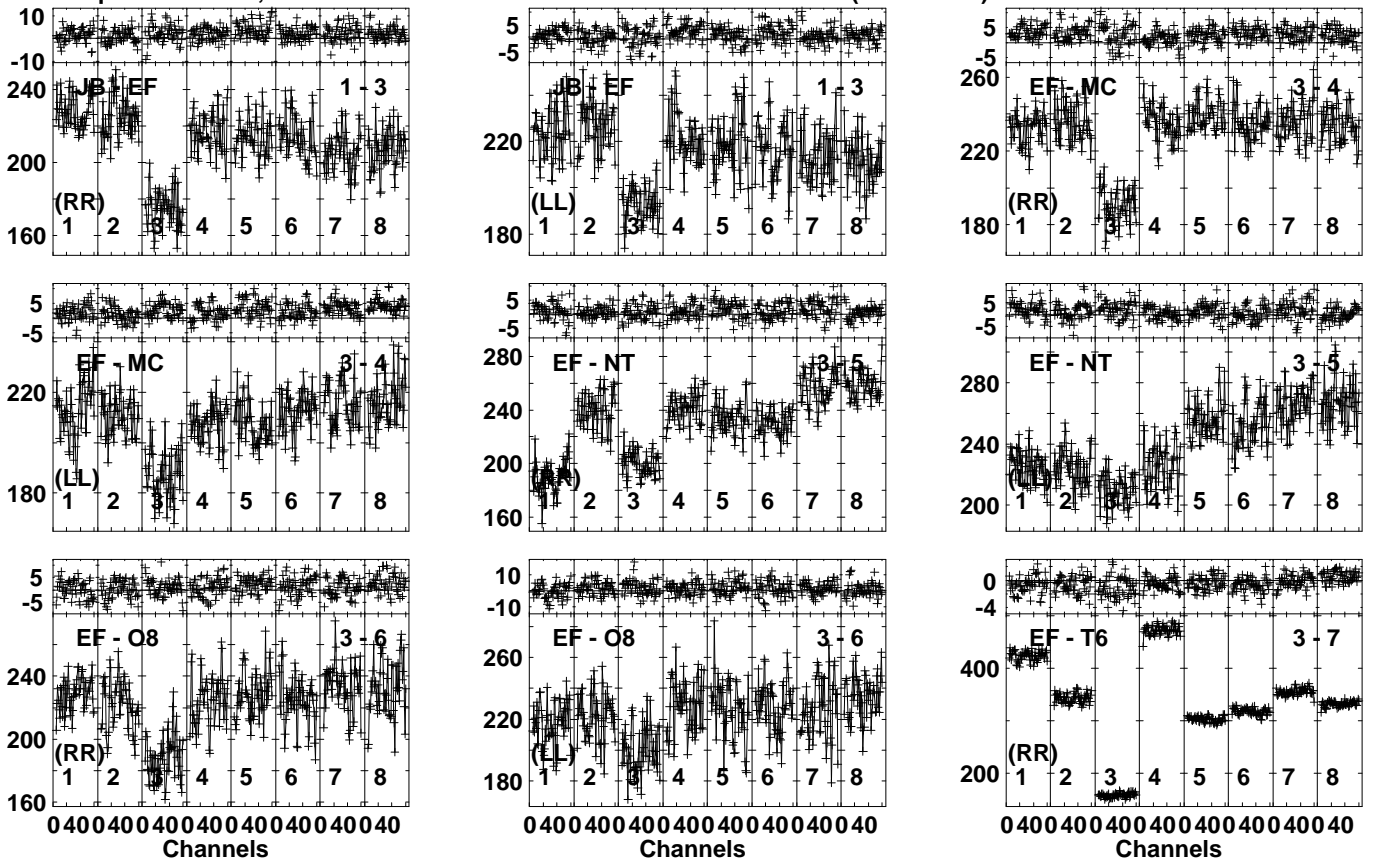 10 5 5
-10 -5 -5
240 JB - EF 1 - 3 JB - EF 1 - 3 260 EF - MC 3 - 4
220 220
200
(RR) (LL) (RR)
1 2 3 4 5 6 7 8 1 2 3 4 5 6 7 8 1 2 3 4 5 6 7 8
160 180 180
5 5 5
-5 -5 -5
EF - MC 3 - 4 280 EF - NT 3 - 5 EF - NT 3 - 5
220 240 280
200 240
(LL) (RR) (LL)
180 1 2 3 4 5 6 7 8 1 2 3 4 5 6 7 8 200 1 2 3 4 5 6 7 8
160
5 10 0
-5 -10 -4
EF - O8 3 - 6 EF - O8 3 - 6 EF - T6 3 - 7
240 260 400
200 220
(RR) (LL) (RR)
1 2 3 4 5 6 7 8 180 1 2 3 4 5 6 7 8 200 1 2 3 4 5 6 7 8
160
0 40 0 40 0 40 0 40 0 40 0 40 0 40 0 40 0 40 0 40 0 40 0 40 0 40 0 40 0 40 0 40 0 40 0 40 0 40 0 40 0 40 0 40 0 40 0 40
Channels Channels Channels